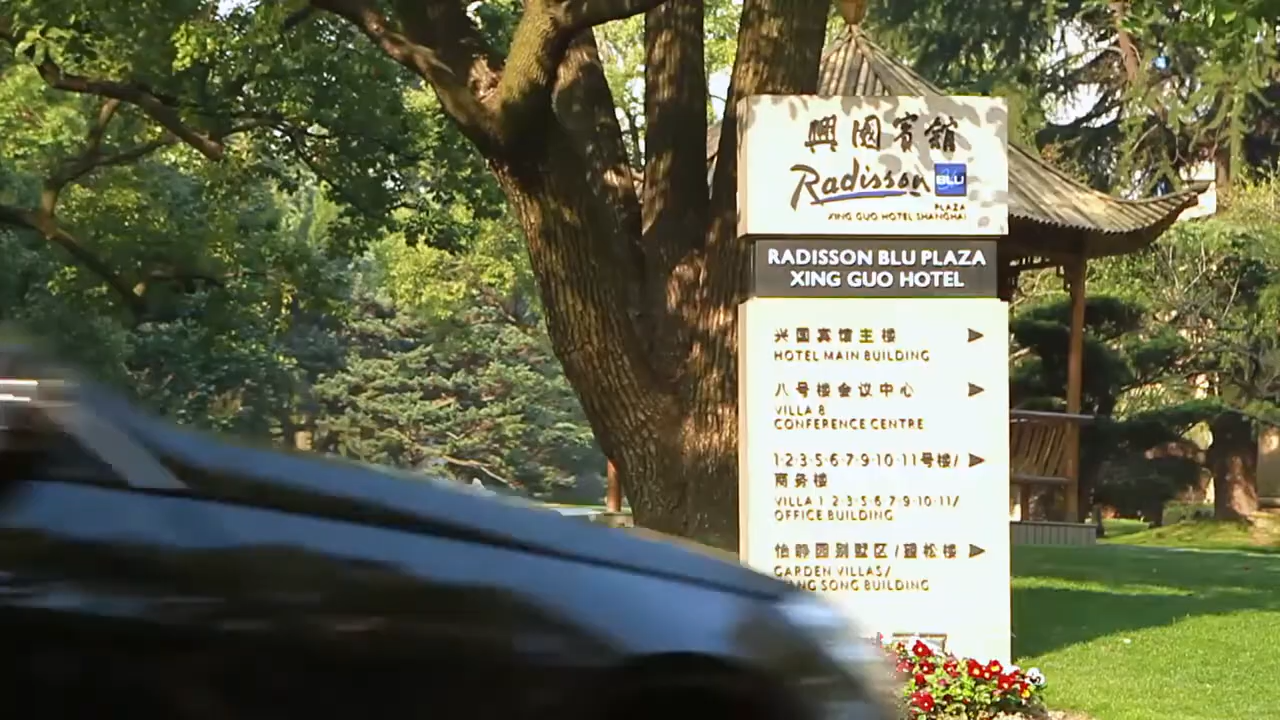 興國賓館
Radisson BLU
PLAZA
XING GUO HOTEL SHANGHAI
RADISSON BLU PLAZA
XING GUO HOTEL
兴国宾馆主楼
HOTEL MAIN BUILDING
八号楼会议中心
VILLA 8
CONFERENCE CENTRE
1·2·3·5·6·7·9·10·11号楼/
商务楼
VILLA 1·2·3·5·6·7·9·10·11/
OFFICE BUILDING
怡静园别墅区/望松楼
GARDEN VILLAS/
SONG BUILDING